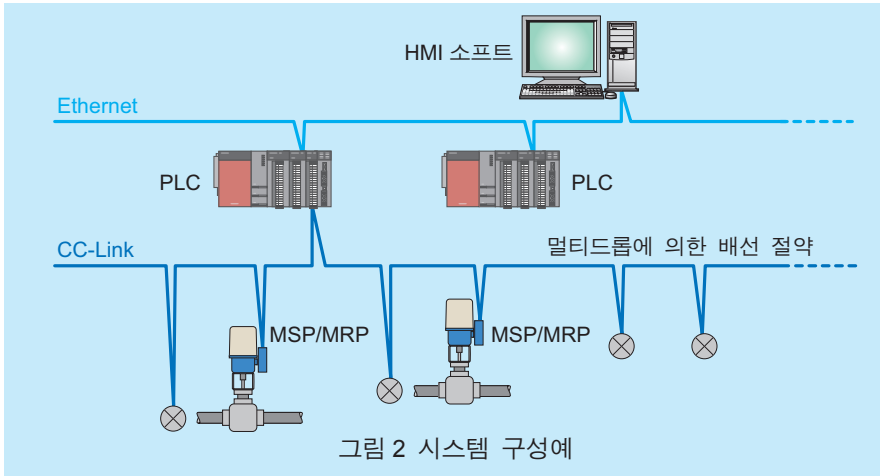 HMI 소프트
Ethernet
PLC
PLC
CC-Link
멀티드롭에 의한 배선 절약
MSP/MRP
MSP/MRP
그림 2 시스템 구성예